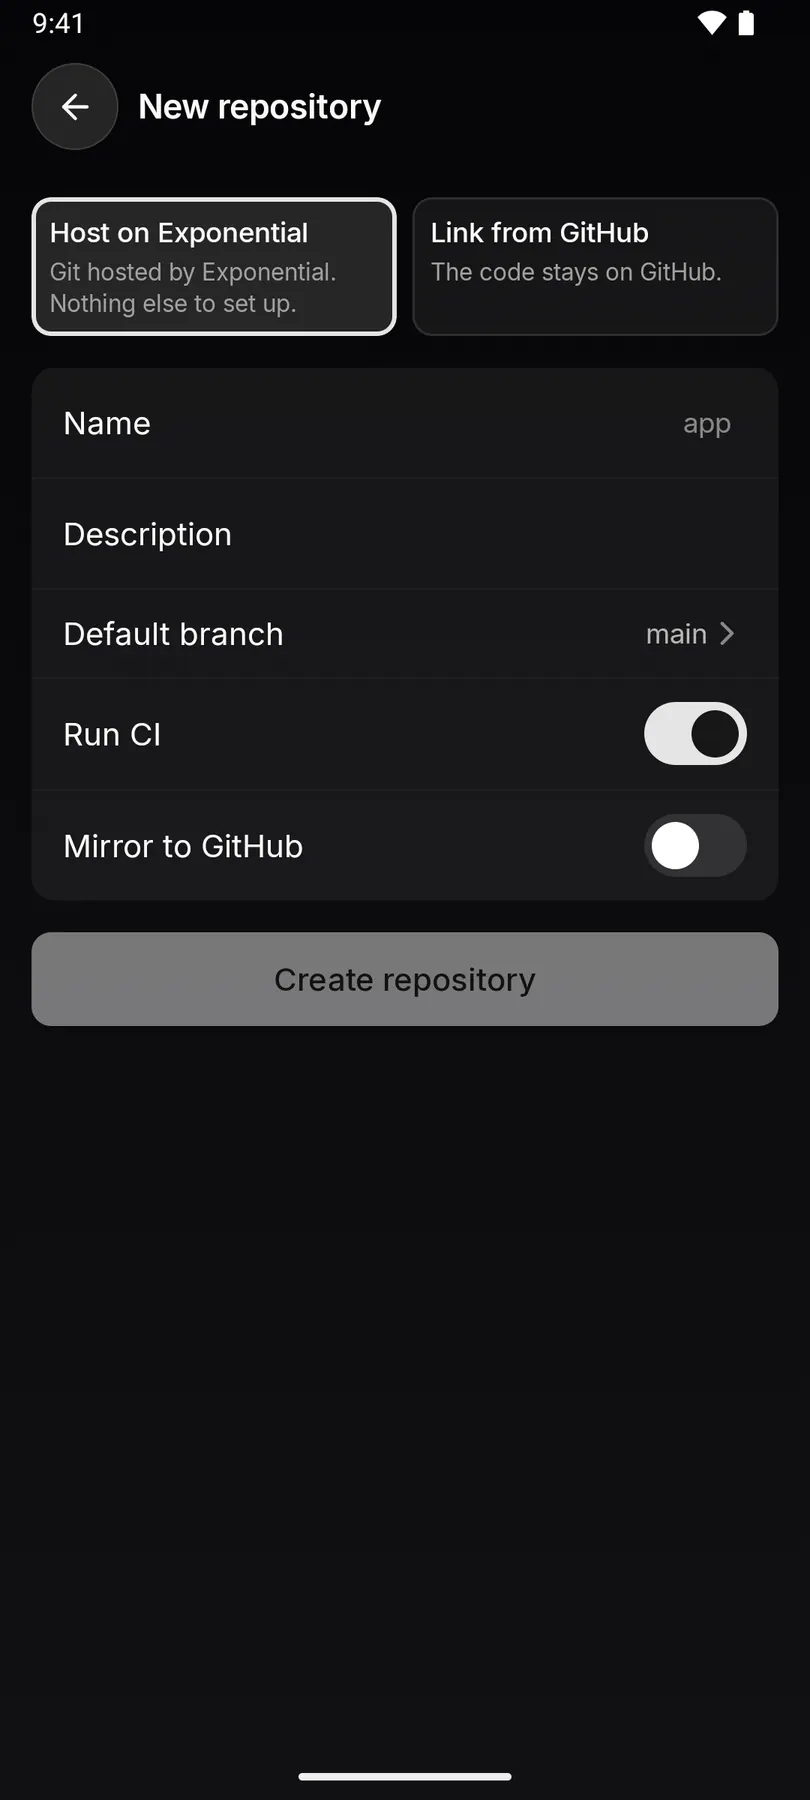 9:41
New repository
Host on Exponential
Git hosted by Exponential.
Nothing else to set up.
Link from GitHub
The code stays on GitHub.
Name
app
Description
Default branch
main
Run CI
Mirror to GitHub
Create repository